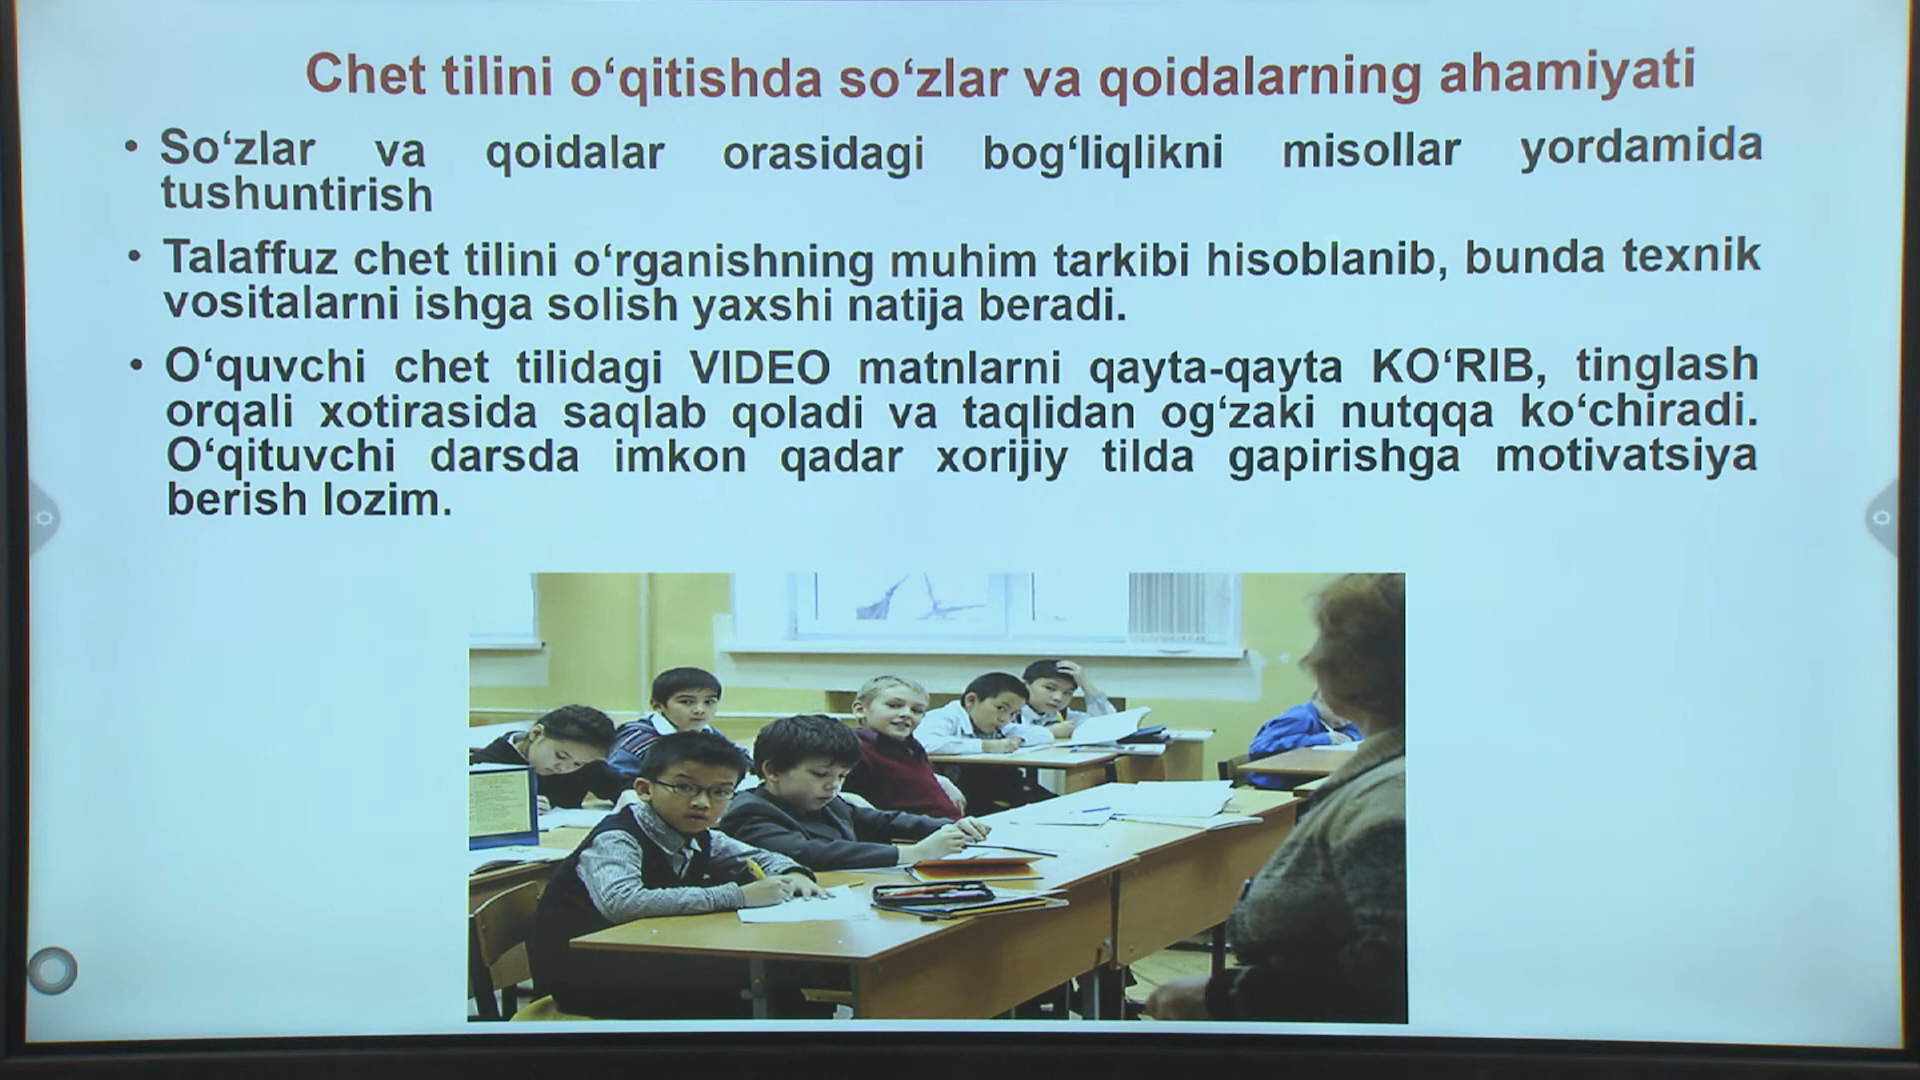 Chet tilini o‘qitishda so‘zlar va qoidalarning ahamiyati
• So‘zlar va qoidalar orasidagi bog‘liqlikni misollar yordamida
tushuntirish
• Talaffuz chet tilini o‘rganishning muhim tarkibi hisoblanib, bunda texnik
vositalarni ishga solish yaxshi natija beradi.
• O‘quvchi chet tilidagi VIDEO matnlarni qayta-qayta KO‘RIB, tinglash
orqali xotirasida saqlab qoladi va taqlidan og‘zaki nutqqa ko‘chiradi.
O‘qituvchi darsda imkon qadar xorijiy tilda gapirishga motivatsiya
berish lozim.